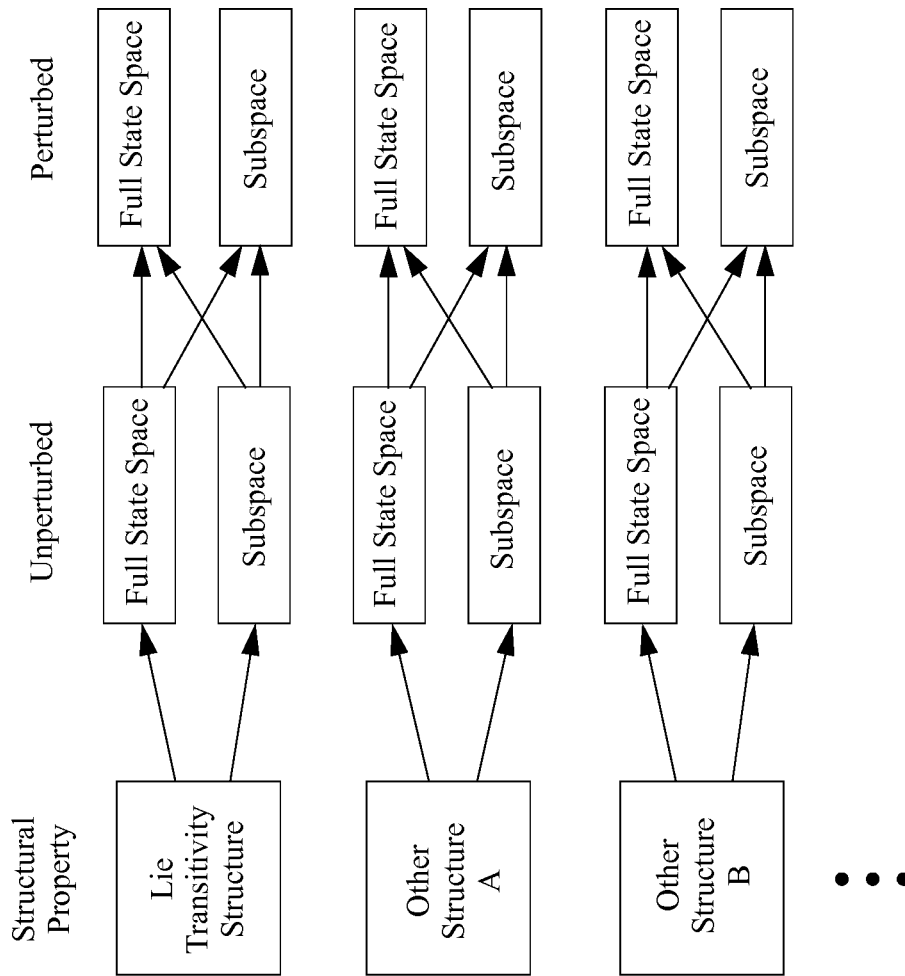 Structural
Property
Unperturbed
Perturbed
Lie
Transitivity
Structure
Full State Space
Subspace
Full State Space
Subspace
Other
Structure
A
Full State Space
Subspace
Full State Space
Subspace
Other
Structure
B
Full State Space
Subspace
Full State Space
Subspace